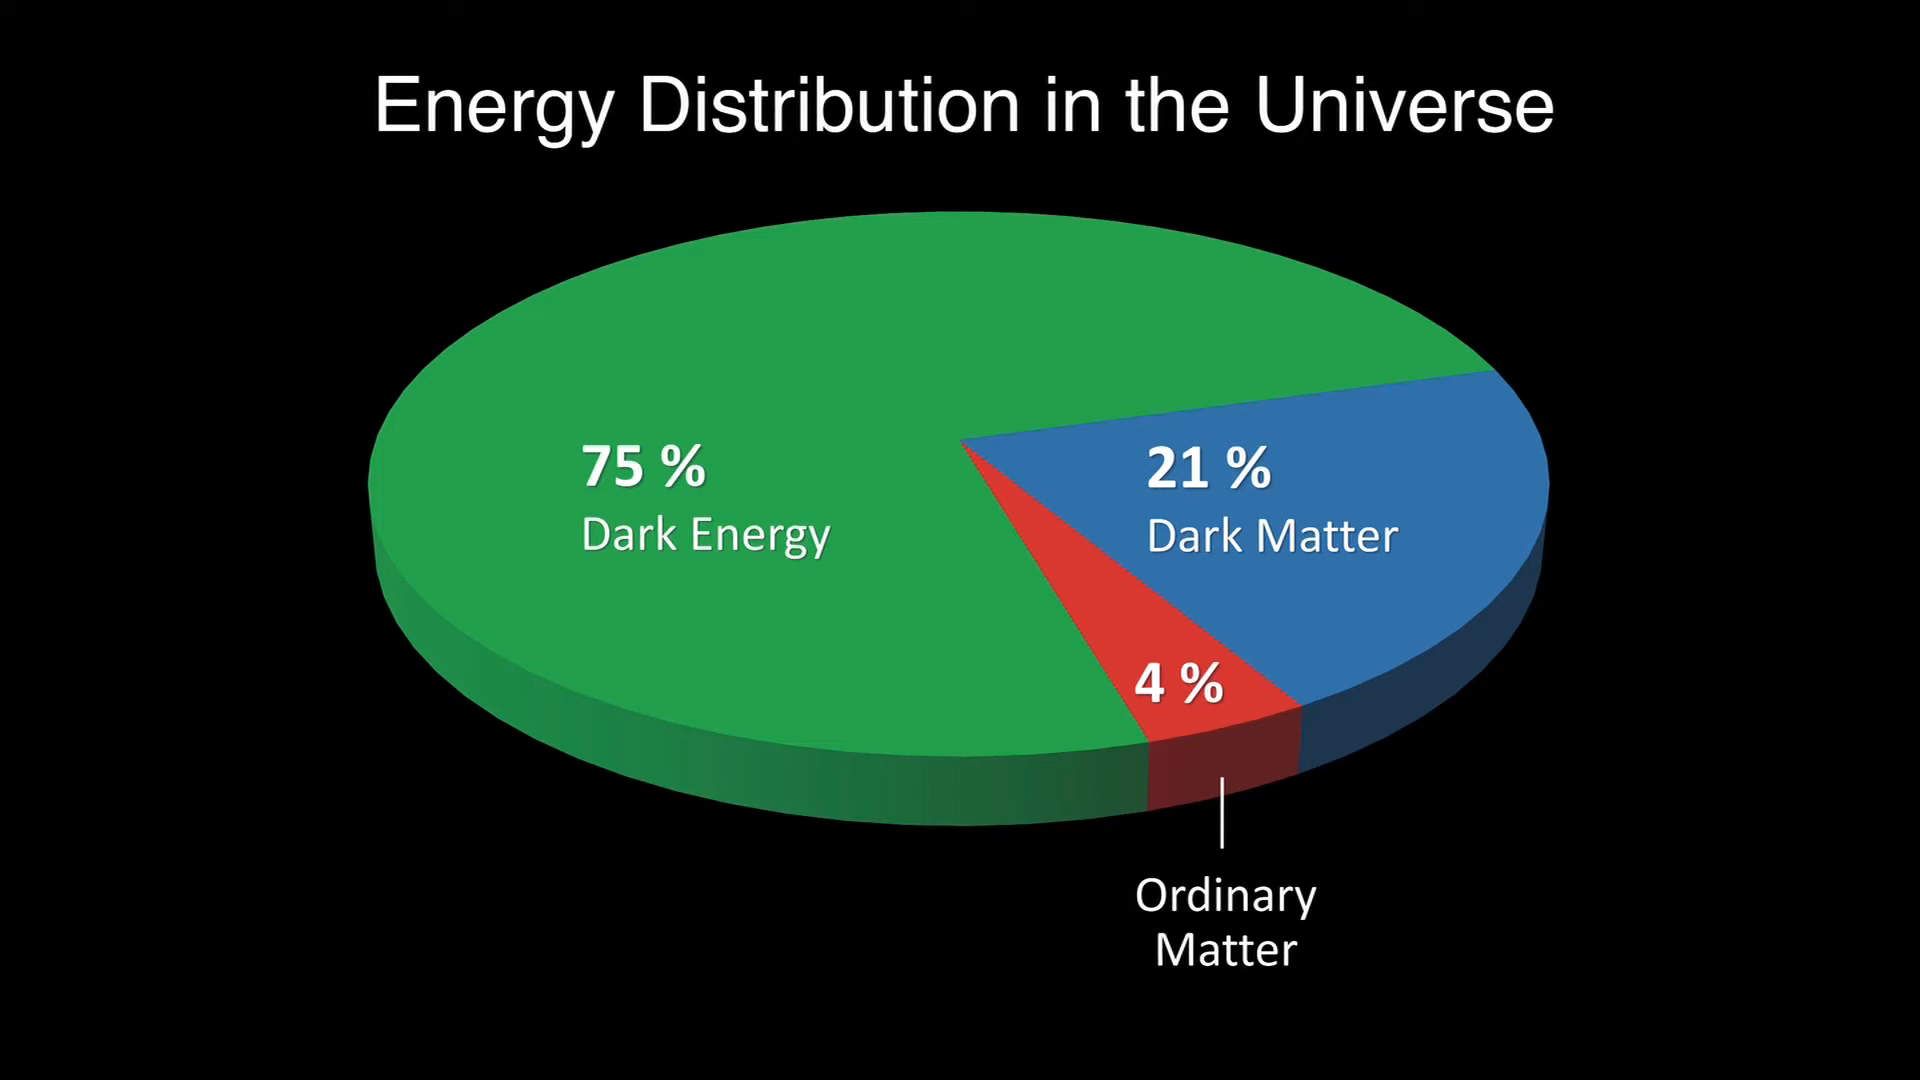 Energy Distribution in the Universe
75 %
Dark Energy
21 %
Dark Matter
4 %
Ordinary
Matter